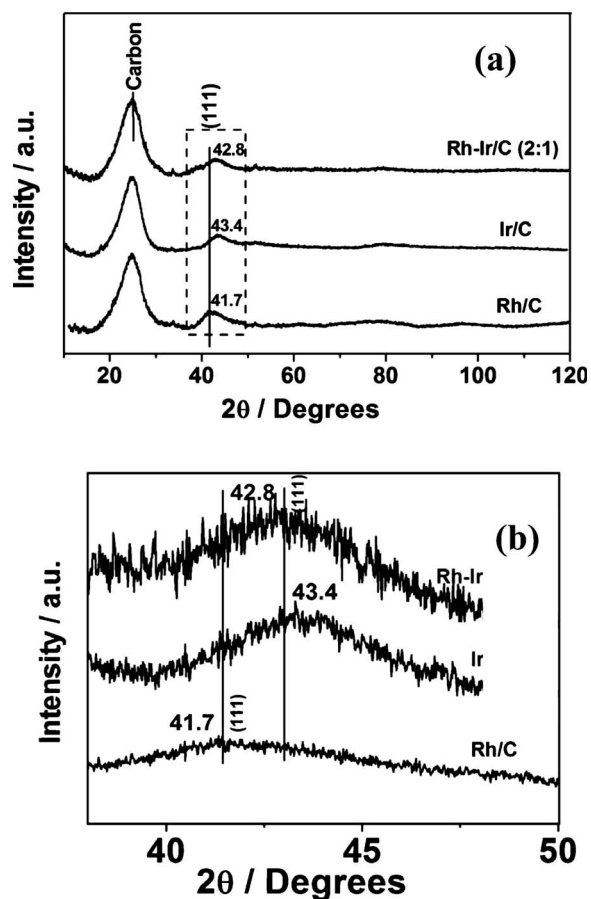 (a)
Carbon
(111)
42.8
Rh-Ir/C (2:1)
43.4
Ir/C
41.7
Rh/C
Intensity / a.u.
20 40 60 80 100 120
2θ / Degrees
(b)
42.8
(111)
Rh-Ir
43.4
Ir
41.7
(111)
Rh/C
Intensity / a.u.
40 45 50
2θ / Degrees